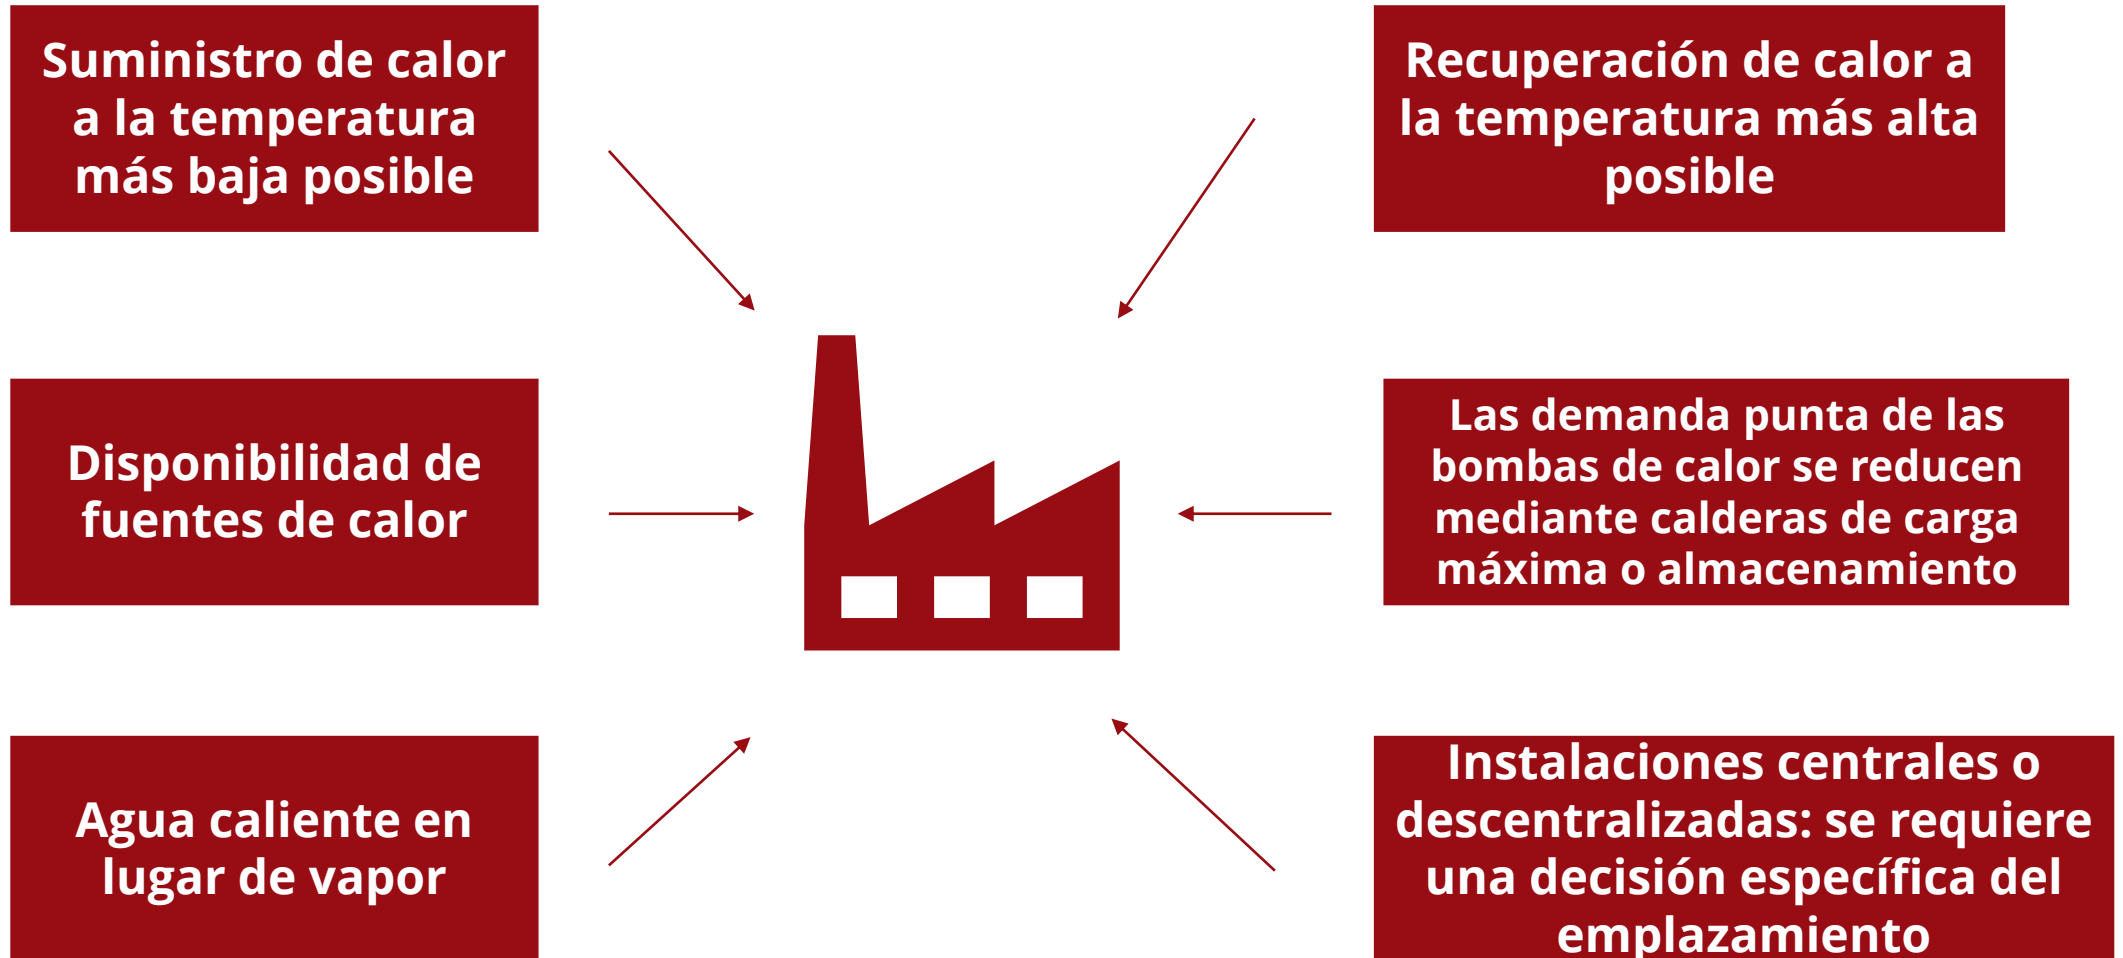 Suministro de calor
a la temperatura
más baja posible
Recuperación de calor a
la temperatura más alta
posible
Disponibilidad de
fuentes de calor
Las demanda punta de las
bombas de calor se reducen
mediante calderas de carga
máxima o almacenamiento
Agua caliente en
lugar de vapor
Instalaciones centrales o
descentralizadas: se requiere
una decisión específica del
emplazamiento